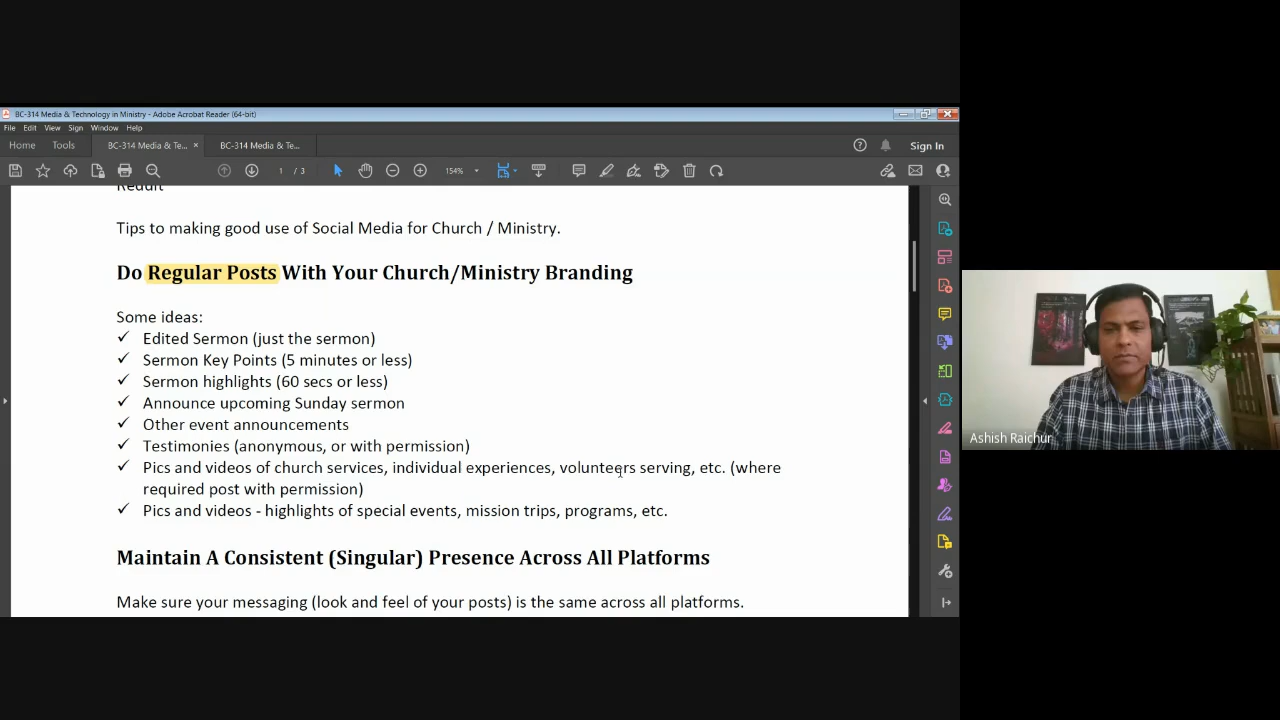 BC-314 Media & Technology in Ministry - Adobe Acrobat Reader (64-bit)
File Edit View Sign Window Help
Home Tools BC-314 Media & Te... × BC-314 Media & Te... Sign In
1 / 3 154%
Reddit
Tips to making good use of Social Media for Church / Ministry.
Do Regular Posts With Your Church/Ministry Branding
Some ideas:
✓ Edited Sermon (just the sermon)
✓ Sermon Key Points (5 minutes or less)
✓ Sermon highlights (60 secs or less)
✓ Announce upcoming Sunday sermon
✓ Other event announcements
✓ Testimonies (anonymous, or with permission)
✓ Pics and videos of church services, individual experiences, volunteers serving, etc. (where
required post with permission)
✓ Pics and videos - highlights of special events, mission trips, programs, etc.
Maintain A Consistent (Singular) Presence Across All Platforms
Make sure your messaging (look and feel of your posts) is the same across all platforms.
Ashish Raichur